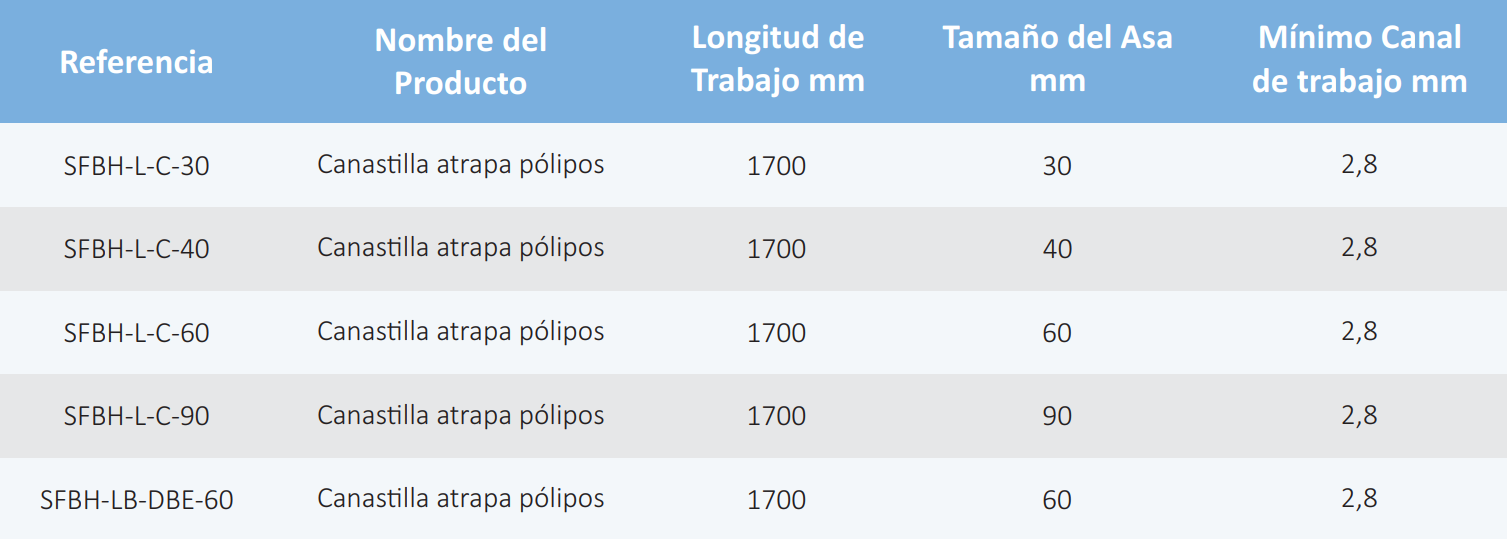 Referencia Nombre del Producto Longitud de Trabajo mm Tamaño del Asa mm Mínimo Canal de trabajo mm
SFBH-L-C-30 Canastilla atrapa pólipos 1700 30 2,8
SFBH-L-C-40 Canastilla atrapa pólipos 1700 40 2,8
SFBH-L-C-60 Canastilla atrapa pólipos 1700 60 2,8
SFBH-L-C-90 Canastilla atrapa pólipos 1700 90 2,8
SFBH-LB-DBE-60 Canastilla atrapa pólipos 1700 60 2,8